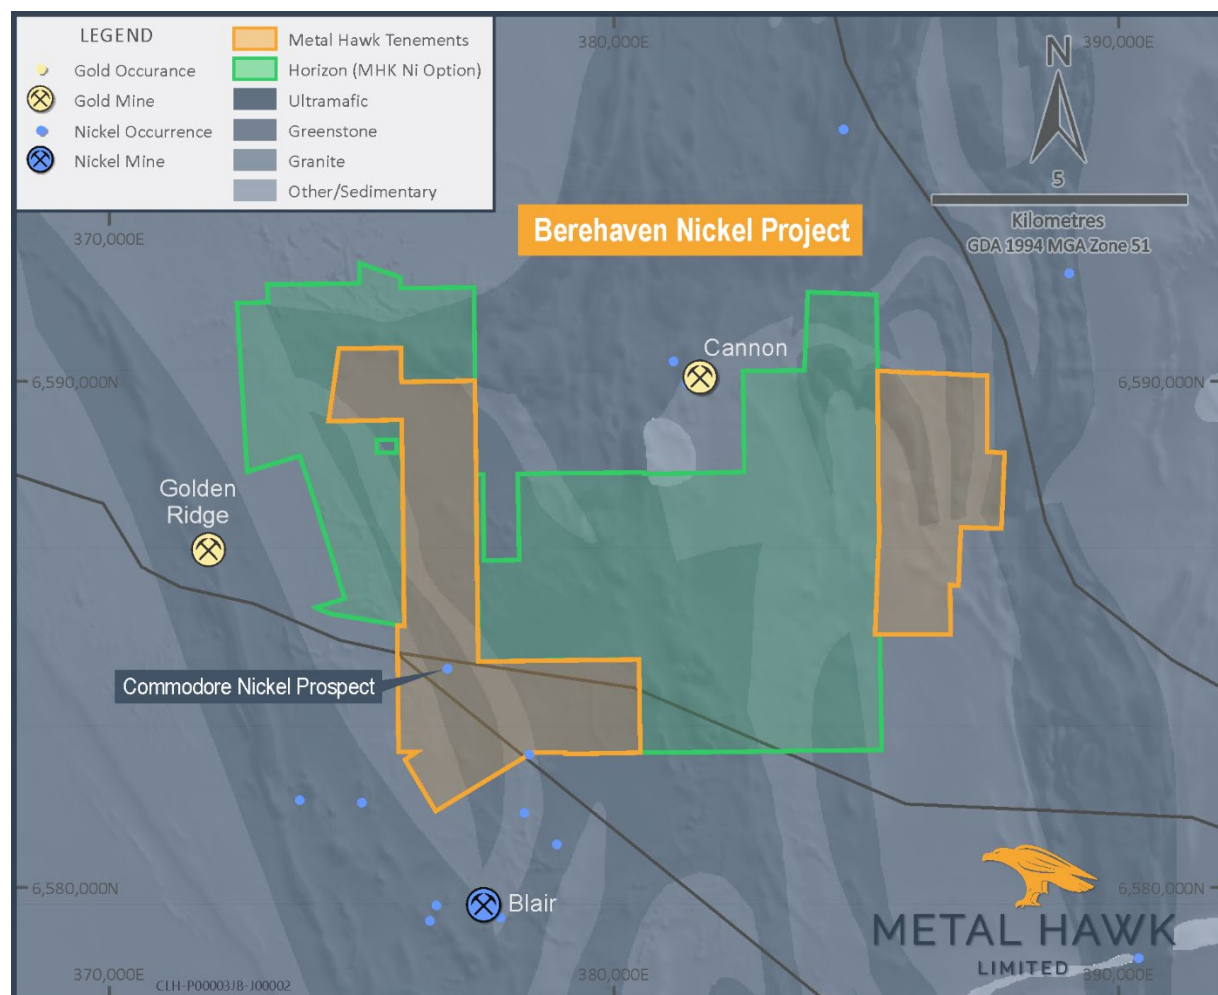 LEGEND
Gold Occurance
Gold Mine
Nickel Occurrence
Nickel Mine
Metal Hawk Tenements
Horizon (MHK Ni Option)
Ultramafic
Greenstone
Granite
Other/Sedimentary
380,000E
390,000E
N
5
Kilometres
GDA 1994 MGA Zone 51
370,000E
Berehaven Nickel Project
Cannon
6,590,000N
6,590,000N
Golden
Ridge
Commodore Nickel Prospect
6,580,000N
6,580,000N
Blair
METAL HAWK
LIMITED
370,000E
380,000E
390,000E
CLH-P00003JB-J00002